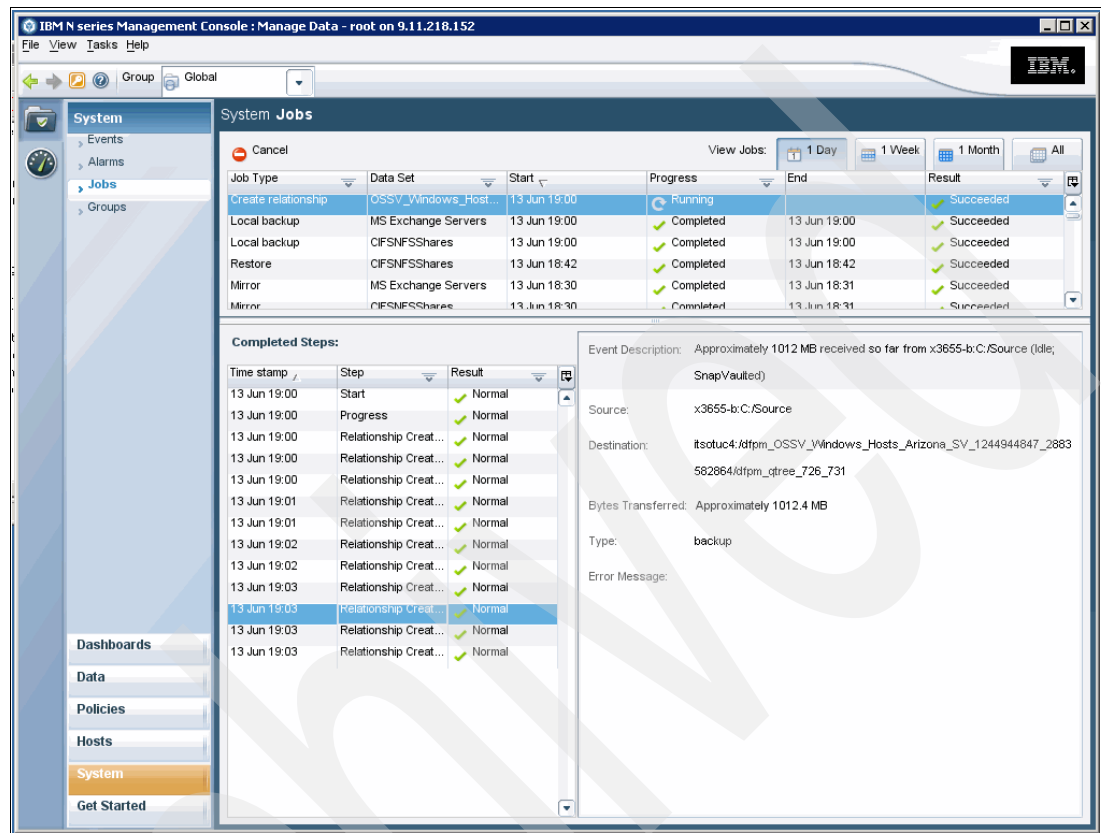 IBM N series Management Console : Manage Data - root on 9.11.218.152
File View Tasks Help
Group Global
IBM.
System
Events
Alarms
Jobs
Groups
Dashboards
Data
Policies
Hosts
System
Get Started
System Jobs
Cancel View Jobs: 1 Day 1 Week 1 Month All
Job Type Data Set Start Progress End Result
Create relationship OSSV_Windows_Host... 13 Jun 19:00 Running Succeeded
Local backup MS Exchange Servers 13 Jun 19:00 Completed 13 Jun 19:00 Succeeded
Local backup CIFSNFSShares 13 Jun 19:00 Completed 13 Jun 19:00 Succeeded
Restore CIFSNFSShares 13 Jun 18:42 Completed 13 Jun 18:42 Succeeded
Mirror MS Exchange Servers 13 Jun 18:30 Completed 13 Jun 18:31 Succeeded
Mirror CIFSNFSShares 13 Jun 18:30 Completed 13 Jun 18:31 Succeeded
Completed Steps:
Time stamp Step Result
13 Jun 19:00 Start Normal
13 Jun 19:00 Progress Normal
13 Jun 19:00 Relationship Creat... Normal
13 Jun 19:00 Relationship Creat... Normal
13 Jun 19:00 Relationship Creat... Normal
13 Jun 19:01 Relationship Creat... Normal
13 Jun 19:01 Relationship Creat... Normal
13 Jun 19:02 Relationship Creat... Normal
13 Jun 19:02 Relationship Creat... Normal
13 Jun 19:03 Relationship Creat... Normal
13 Jun 19:03 Relationship Creat... Normal
13 Jun 19:03 Relationship Creat... Normal
13 Jun 19:03 Relationship Creat... Normal
Event Description: Approximately 1012 MB received so far from x3655-b:C:/Source (Idle;
SnapVaulted)
Source: x3655-b:C:/Source
Destination: itsotuc4:/dfpm_OSSV_Windows_Hosts_Arizona_SV_1244944847_2883
582864/dfpm_qtree_726_731
Bytes Transferred: Approximately 1012.4 MB
Type: backup
Error Message: